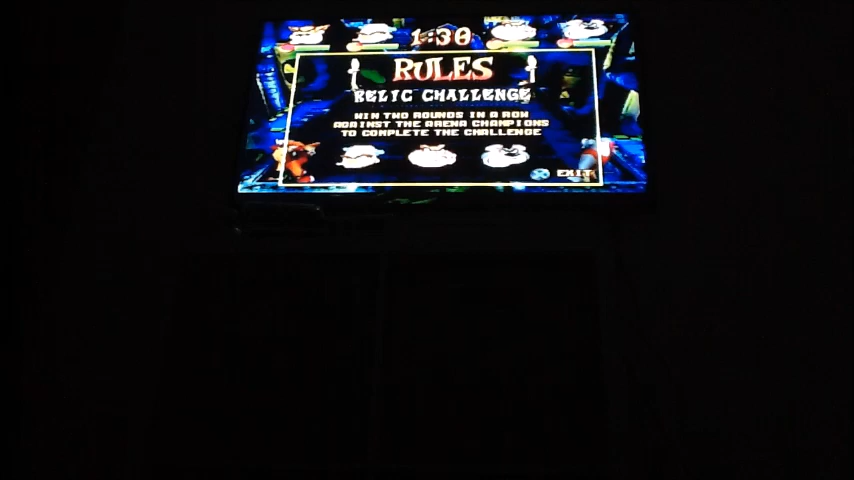 1:30
RULES
RELIC CHALLENGE
WIN TWO ROUNDS IN A ROW
AGAINST THE ARENA CHAMPIONS
TO COMPLETE THE CHALLENGE
EXIT